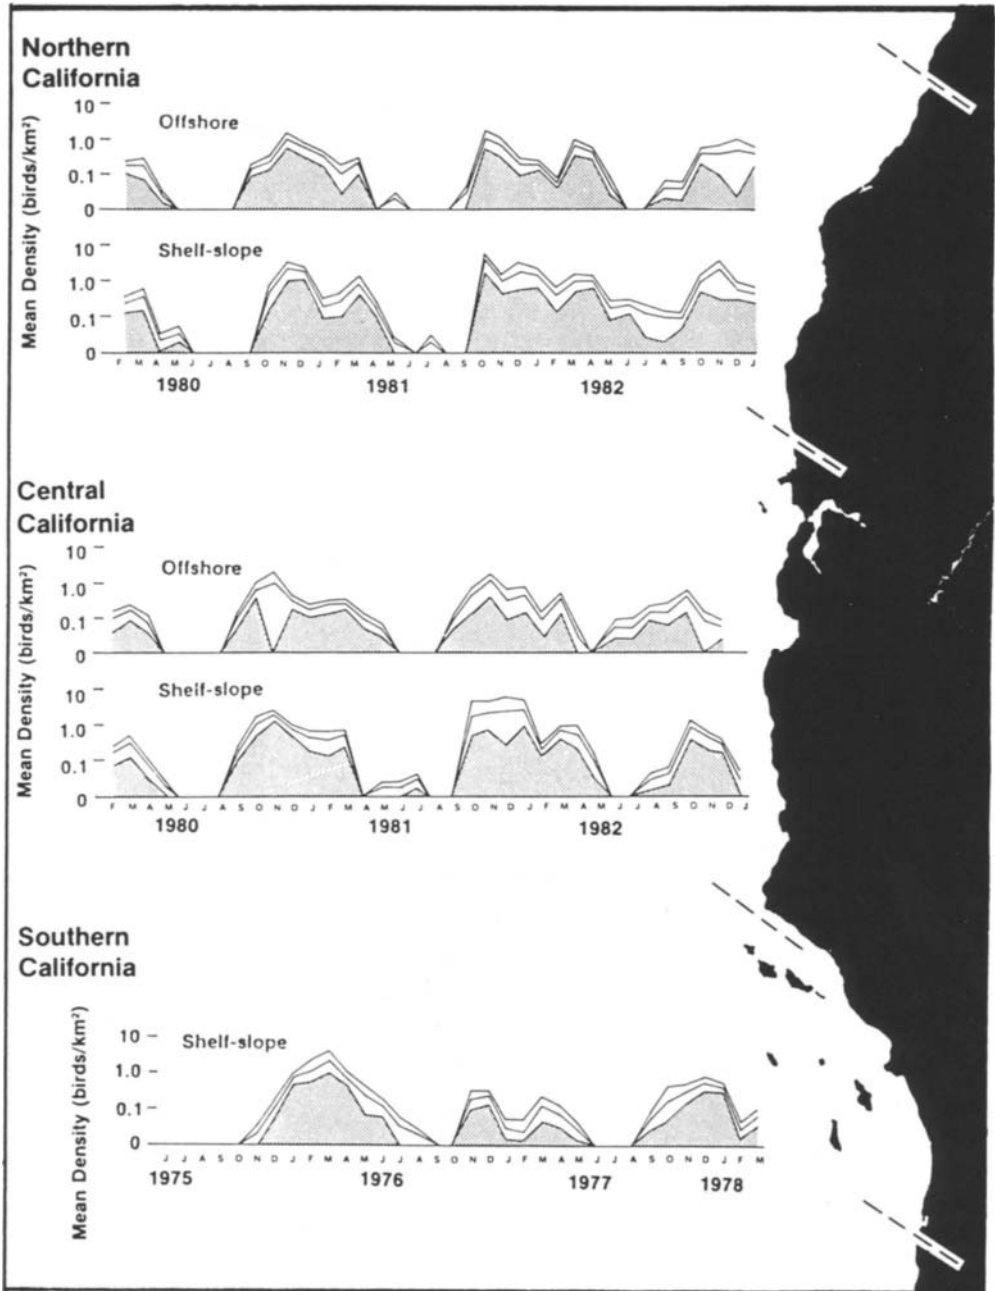 Northern
California
Mean Density (birds/km²)
10
1.0
0.1
0
Offshore
10
1.0
0.1
0
Shelf-slope
F M A M J J A S O N D J F M A M J J A S O N D J F M A M J J A S O N D J
1980 1981 1982
Central
California
Mean Density (birds/km²)
10
1.0
0.1
0
Offshore
10
1.0
0.1
0
Shelf-slope
F M A M J J A S O N D J F M A M J J A S O N D J F M A M J J A S O N D J
1980 1981 1982
Southern
California
Mean Density (birds/km²)
10
1.0
0.1
0
Shelf-slope
J J A S O N D J F M A M J J A S O N D J F M A M J J A S O N D J F M
1975 1976 1977 1978